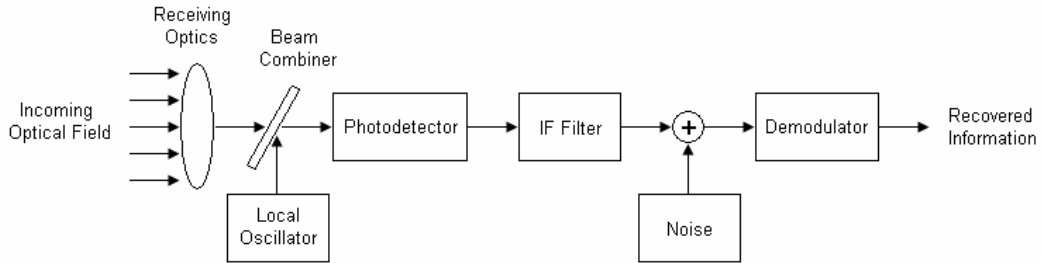 Receiving
Optics
Beam
Combiner
Incoming
Optical Field
Photodetector
IF Filter
+
Demodulator
Recovered
Information
Local
Oscillator
Noise